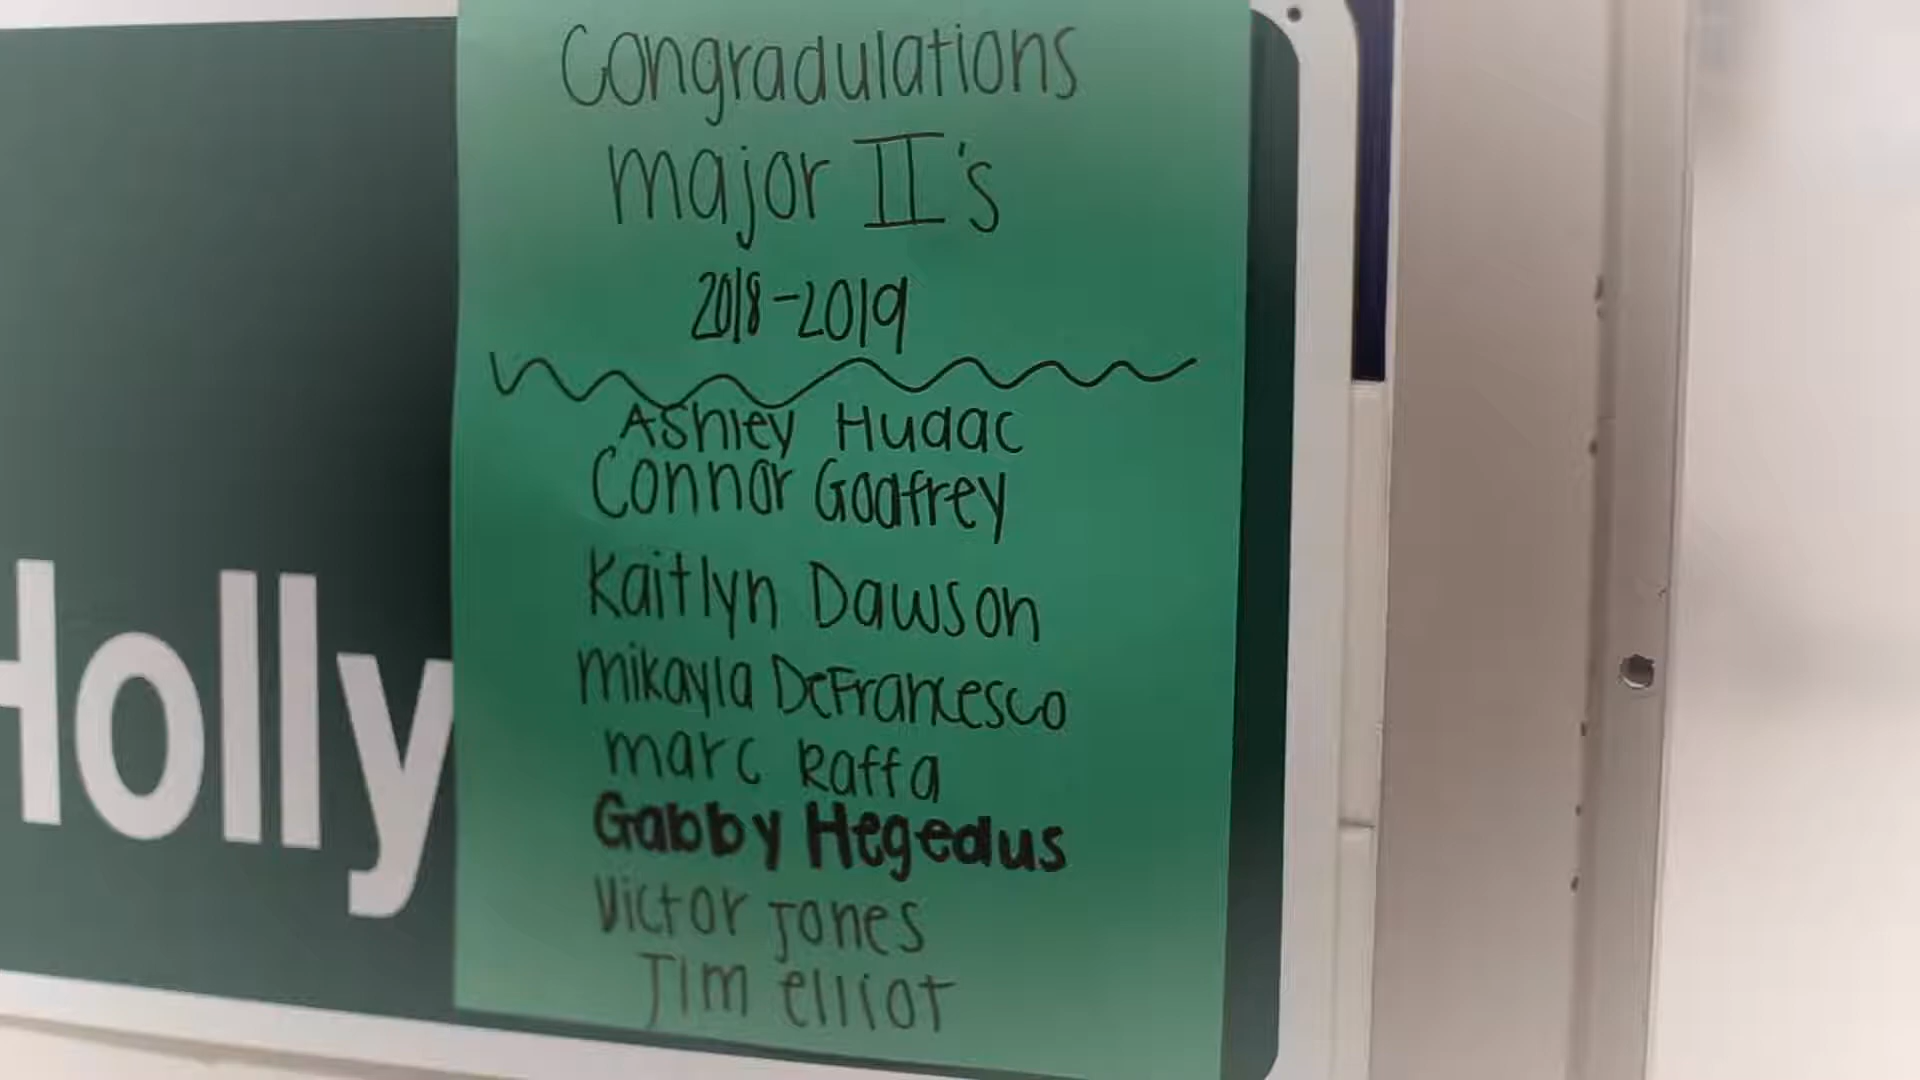 Congradulations
major II's
2018-2019
Ashley Hudac
Connor Godfrey
Kaitlyn Dawson
mikayla DeFrancesco
marc Raffa
Gabby Hegedus
Victor Jones
Jim elliot
Holly